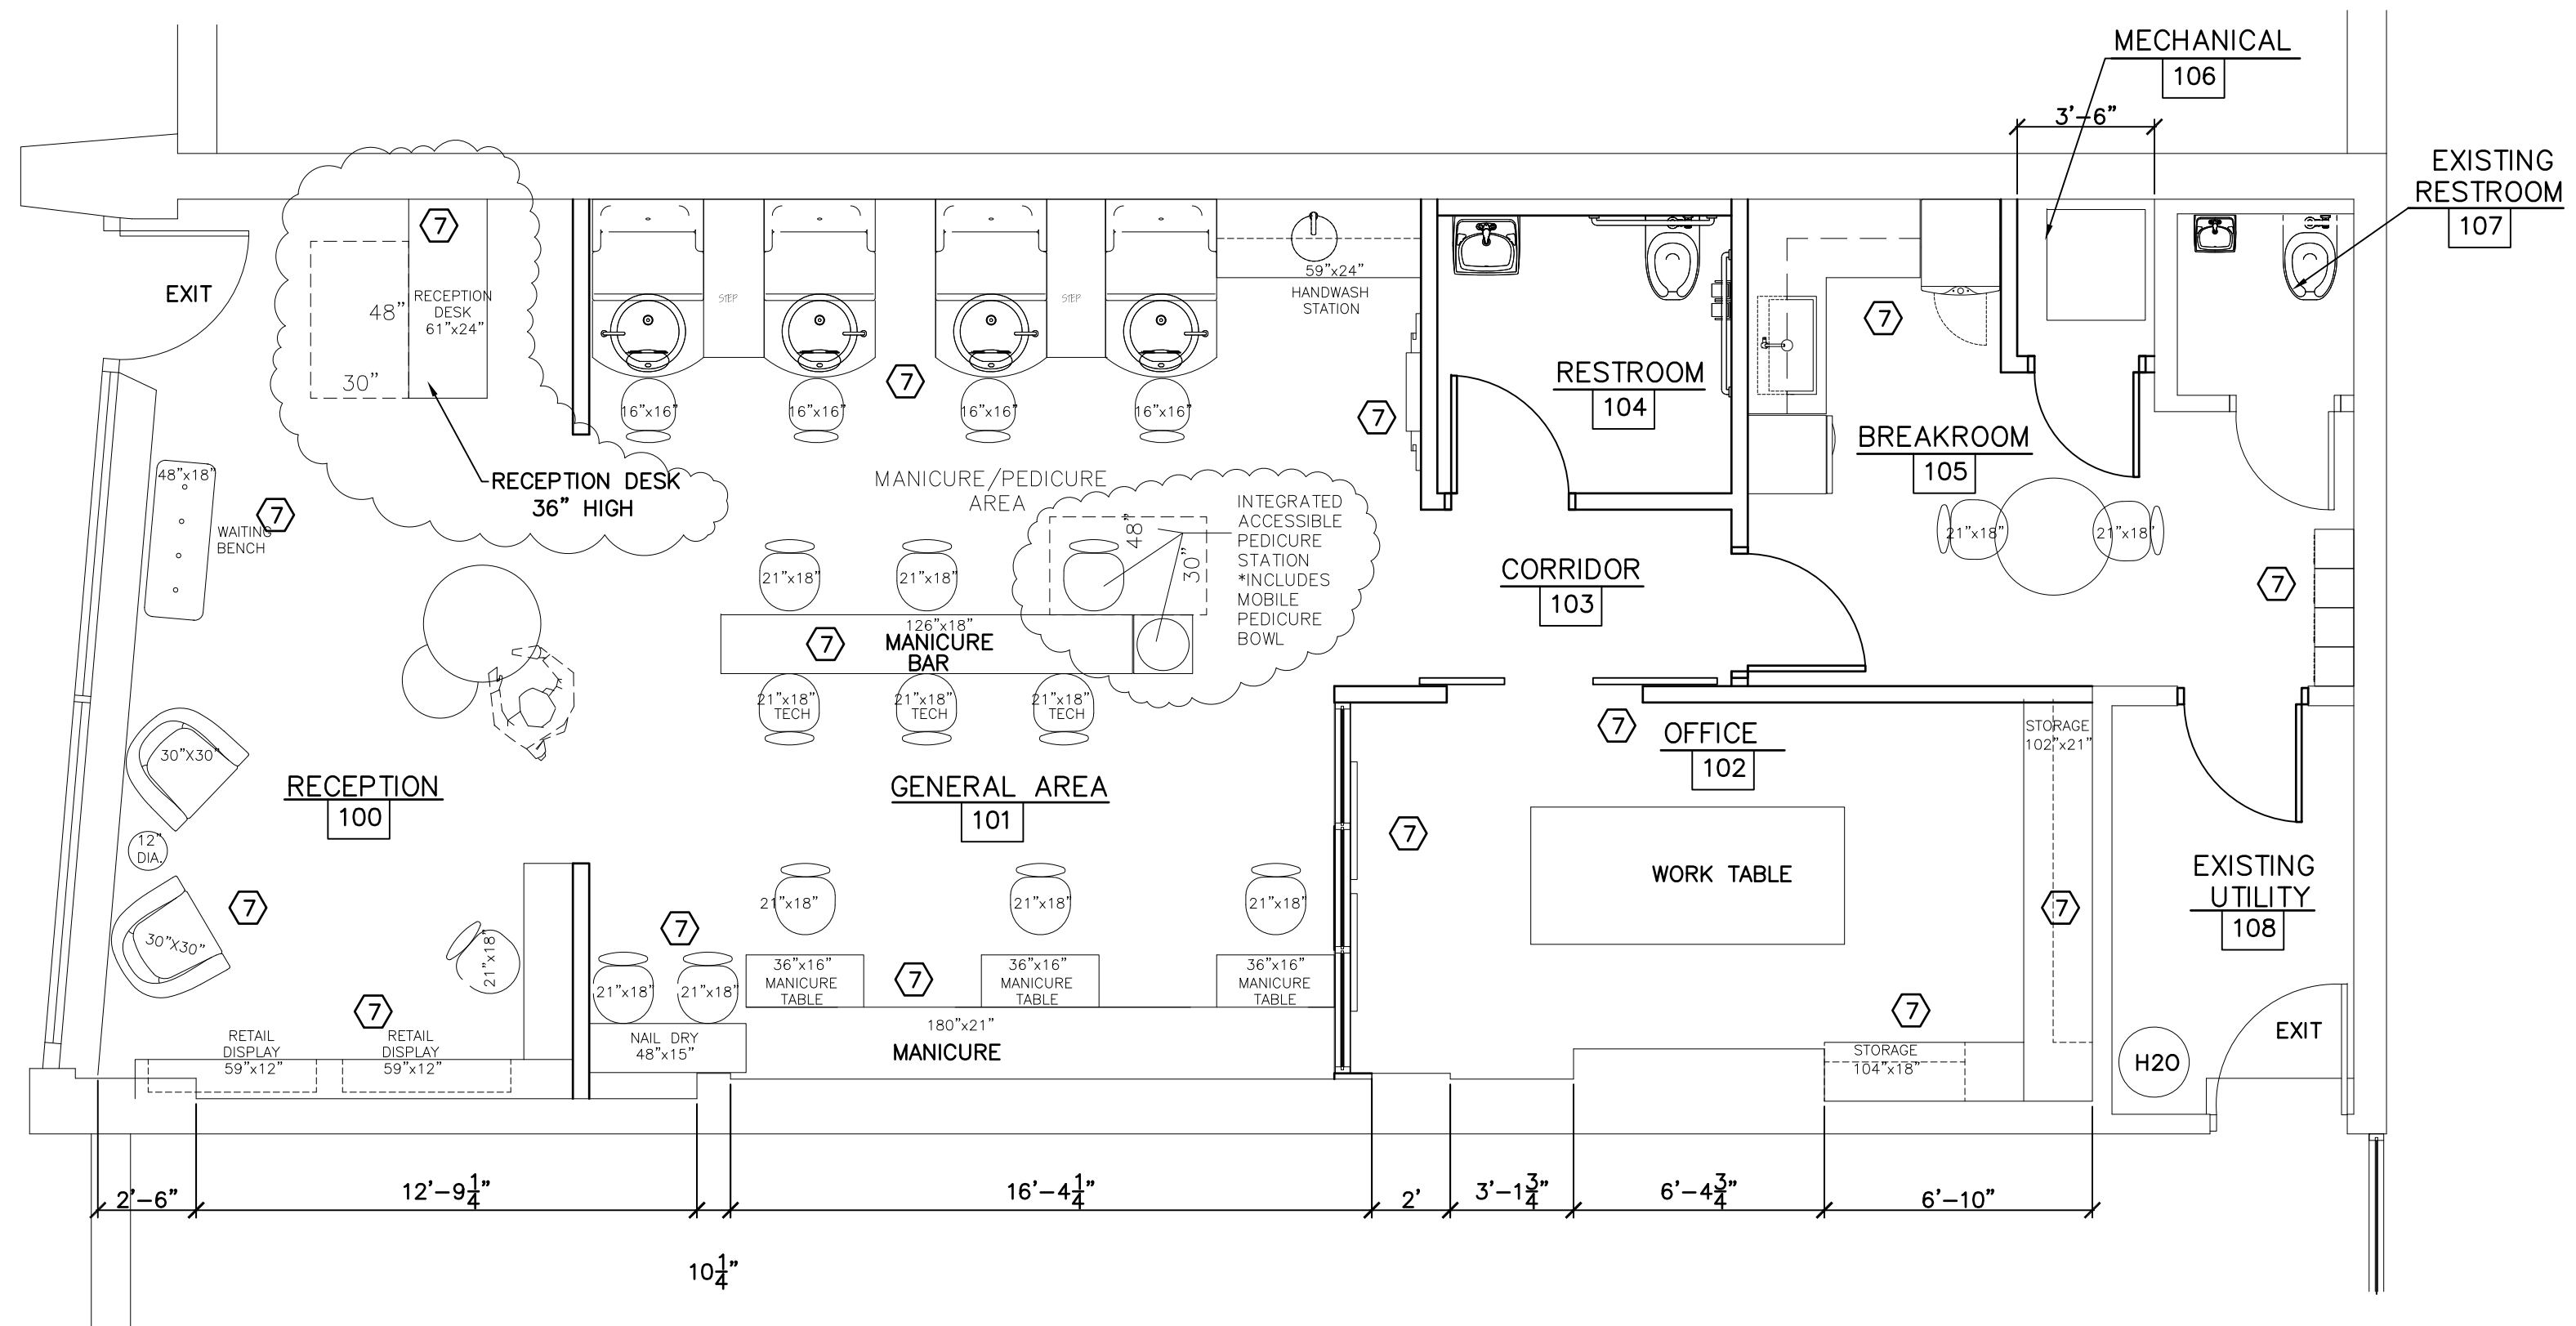 MECHANICAL
106
3'-6"
EXISTING
RESTROOM
107
7
EXIT
48"
RECEPTION
DESK
61"x24"
30"
STEP
STEP
59"x24"
HANDWASH
STATION
7
7
16"x16"
16"x16"
16"x16"
16"x16"
7
RESTROOM
104
BREAKROOM
105
48"x18"
7
WAITING
BENCH
RECEPTION DESK
36" HIGH
MANICURE/PEDICURE
AREA
48"
30"
INTEGRATED
ACCESSIBLE
PEDICURE
STATION
*INCLUDES
MOBILE
PEDICURE
BOWL
21"x18"
21"x18"
21"x18"
21"x18"
CORRIDOR
103
7
126"x18"
7
MANICURE
BAR
21"x18"
TECH
21"x18"
TECH
21"x18"
TECH
7
OFFICE
102
STORAGE
102"x21"
30"X30"
RECEPTION
100
GENERAL AREA
101
7
12"
DIA.
WORK TABLE
EXISTING
UTILITY
108
7
7
30"X30"
21"x18"
7
21"x18"
21"x18"
21"x18"
21"x18"
21"x18"
36"x16"
MANICURE
TABLE
36"x16"
MANICURE
TABLE
36"x16"
MANICURE
TABLE
7
7
7
RETAIL
DISPLAY
59"x12"
RETAIL
DISPLAY
59"x12"
NAIL DRY
48"x15"
180"x21"
MANICURE
STORAGE
104"x18"
H2O
EXIT
2'-6"
12'-9 1/4"
16'-4 1/4"
2'
3'-1 3/4"
6'-4 3/4"
6'-10"
10 1/4"